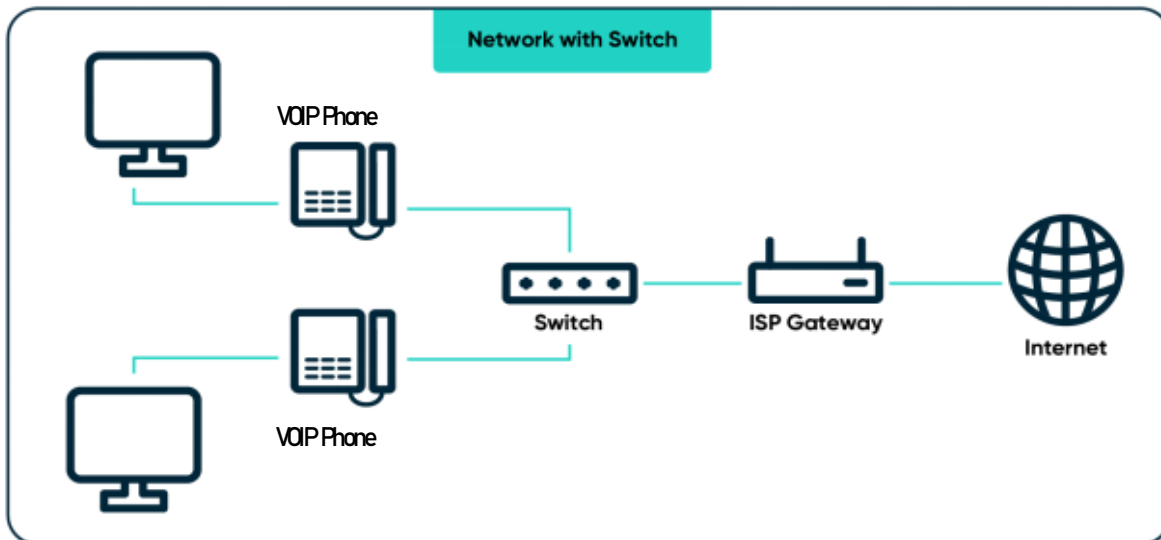 Network with Switch
VOIP Phone
Switch
ISP Gateway
Internet
VOIP Phone